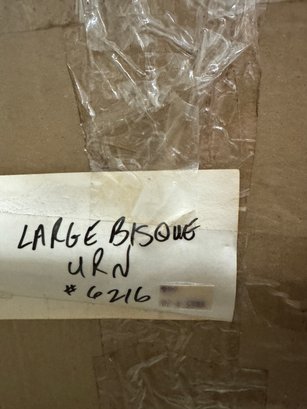 LARGE BISQUE
URN
# 6216